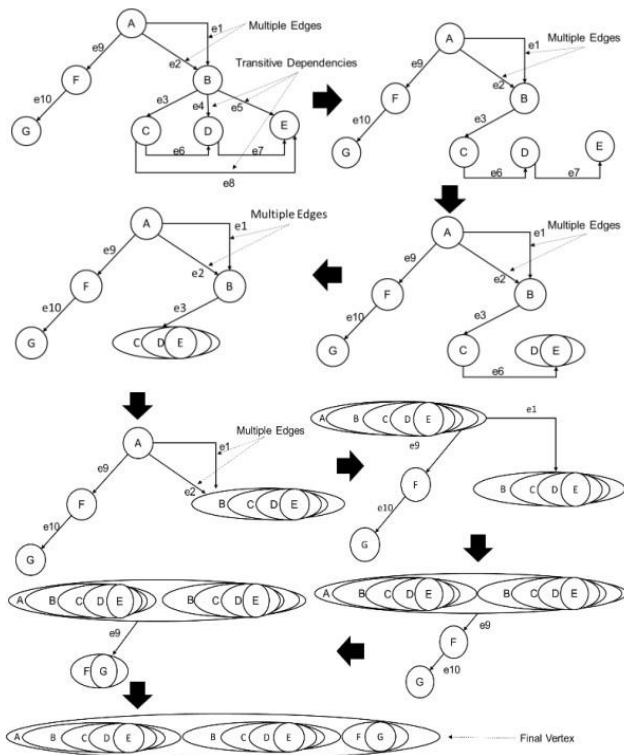 A
e1
Multiple Edges
e9
e2
Transitive Dependencies
F
B
e10
e3
e4
e5
G
C
D
E
e6
e7
e8
A
e1
Multiple Edges
e9
e2
F
B
e10
e3
G
C
D
E
e6
e7
A
e1
Multiple Edges
e9
e2
F
B
e10
e3
G
C
D E
e6
A
Multiple Edges
e1
e9
e2
F
B
e10
e3
G
C D E
A
Multiple Edges
e1
e9
e2
F
B C D E
e10
G
A B C D E
e1
e9
F
B C D E
e10
G
A B C D E B C D E
e9
F
e10
G
A B C D E B C D E
e9
F G
A B C D E B C D E F G
Final Vertex